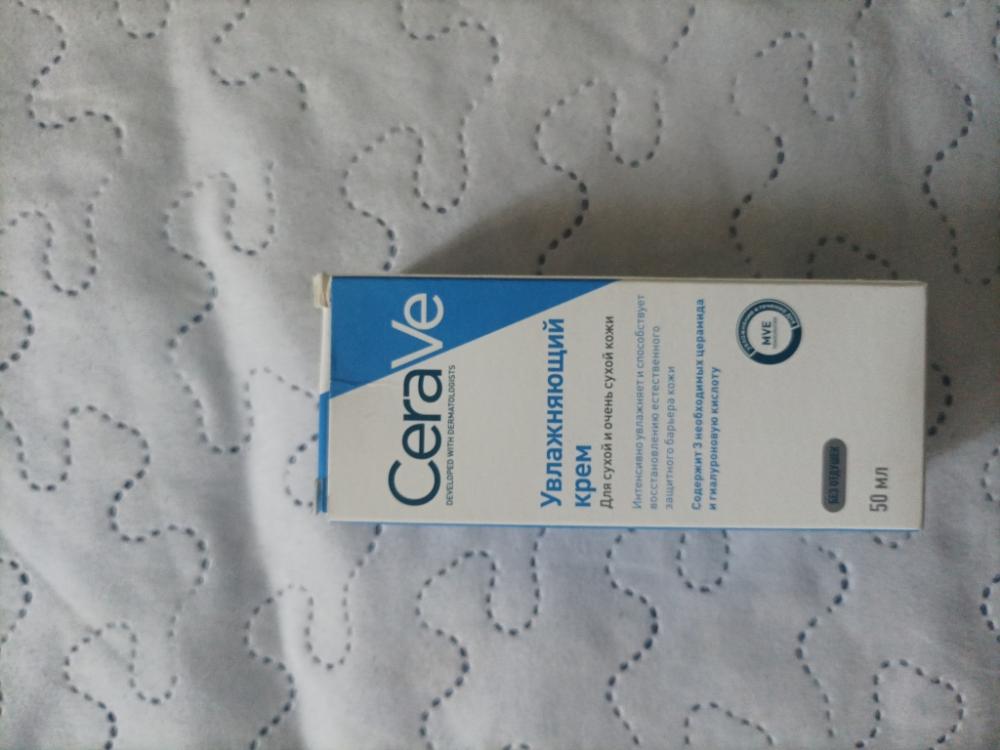 CeraVe
DEVELOPED WITH DERMATOLOGISTS
Увлажняющий
крем
Для сухой и очень сухой кожи
Интенсивно увлажняет и способствует
восстановлению естественного
защитного барьера кожи
Содержит 3 необходимых церамида
и гиалуроновую кислоту
MVE
БЕЗ ОТДУШЕК
50 мл